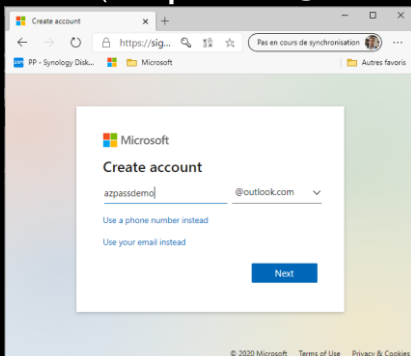 Create account
https://sig...
Pas en cours de synchronisation
PP - Synology Disk...
Microsoft
Autres favoris
Microsoft
Create account
azpassdemo
@outlook.com
Use a phone number instead
Use your email instead
Next
© 2020 Microsoft Terms of Use Privacy & Cookies